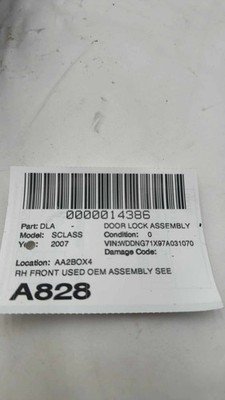 0000014386
Part: DLA - DOOR LOCK ASSEMBLY
Model: SCLASS Condition: 0
Year: 2007 VIN:WDDNG71X97A031070
Damage Code:
Location: AA2BOX4
RH FRONT USED OEM ASSEMBLY SEE
A828